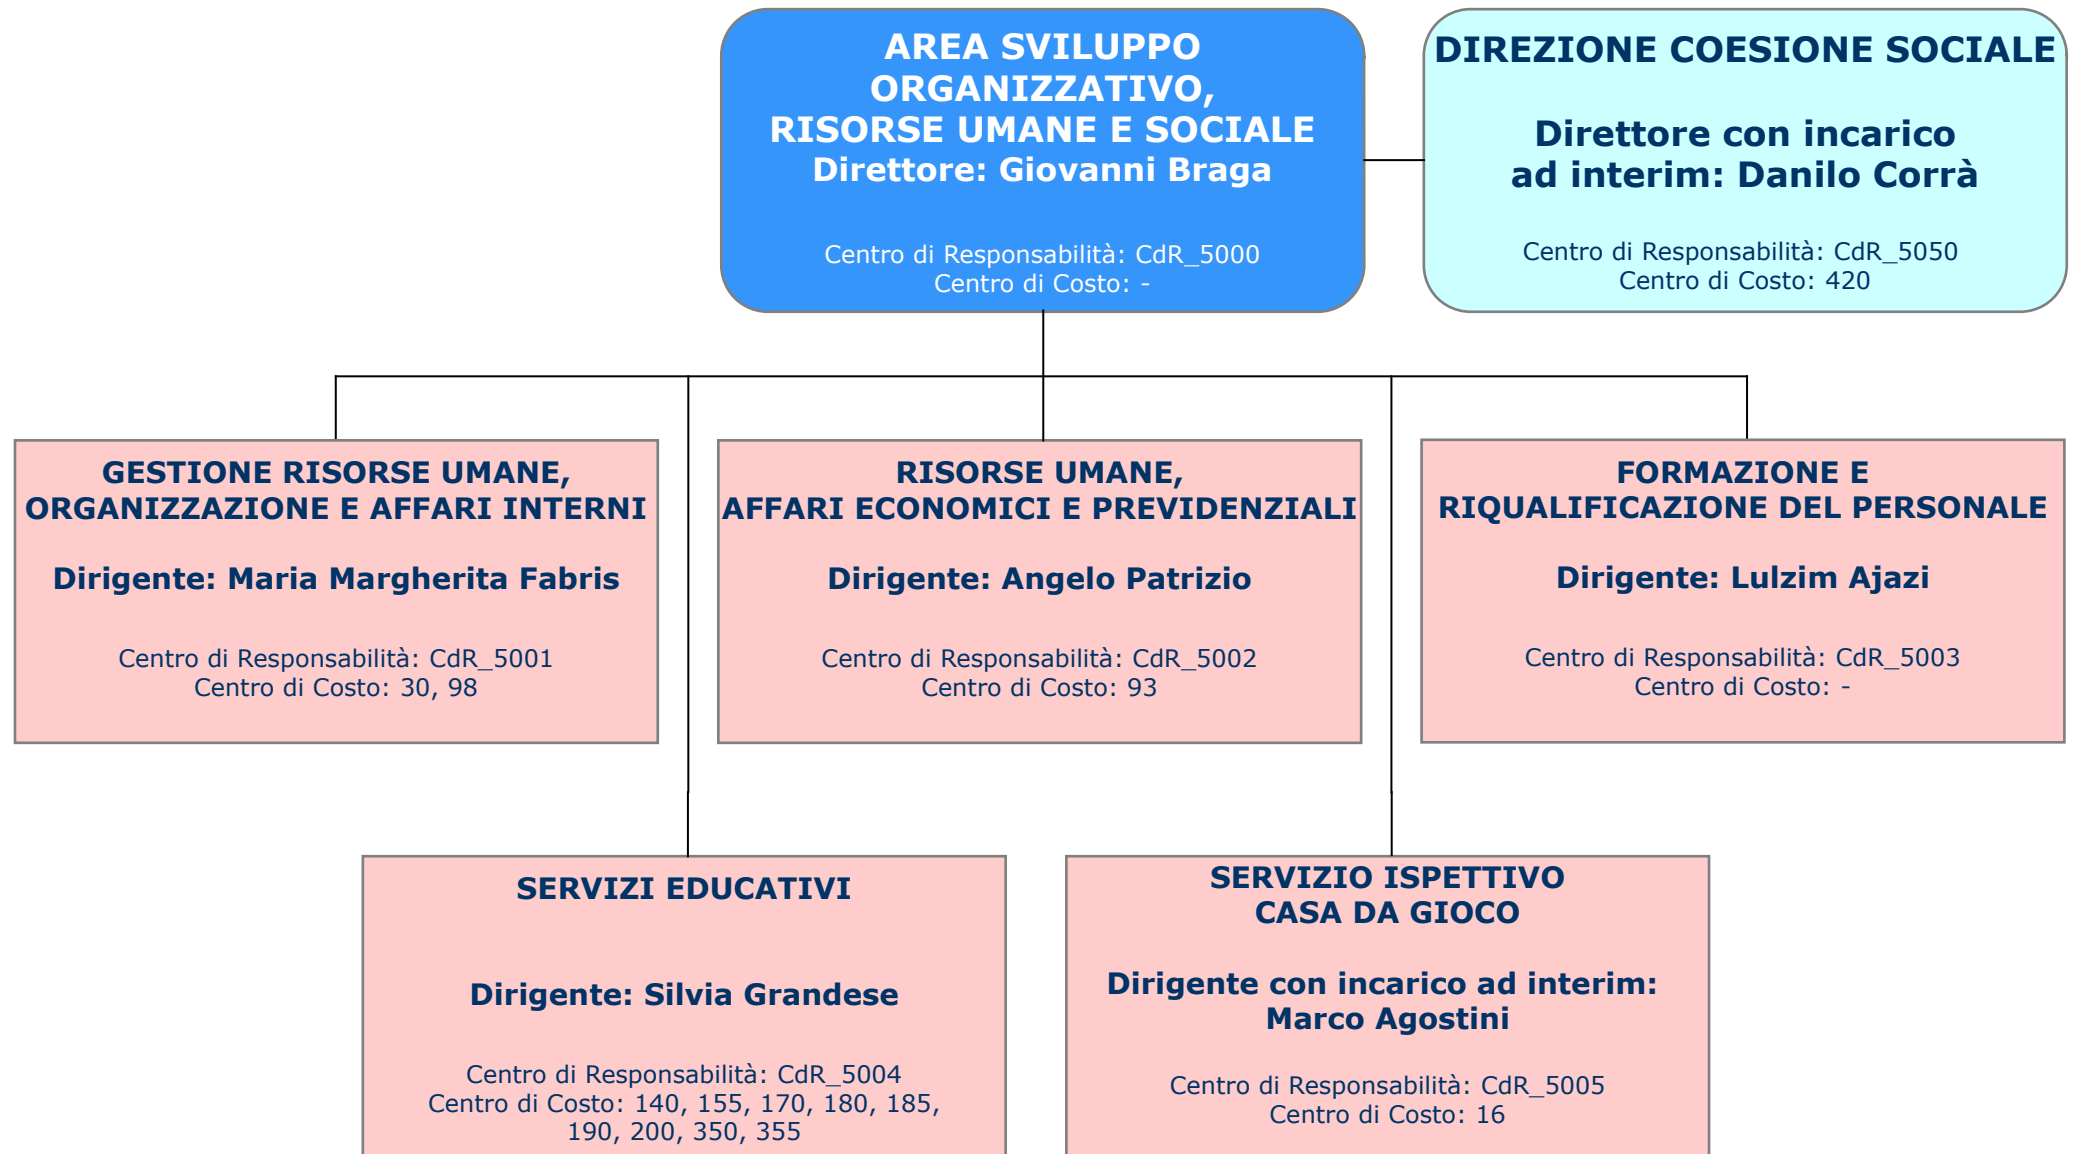 AREA SVILUPPO
ORGANIZZATIVO,
RISORSE UMANE E SOCIALE
Direttore: Giovanni Braga
Centro di Responsabilità: CdR_5000
Centro di Costo: -
DIREZIONE COESIONE SOCIALE
Direttore con incarico
ad interim: Danilo Corrà
Centro di Responsabilità: CdR_5050
Centro di Costo: 420
GESTIONE RISORSE UMANE,
ORGANIZZAZIONE E AFFARI INTERNI
Dirigente: Maria Margherita Fabris
Centro di Responsabilità: CdR_5001
Centro di Costo: 30, 98
RISORSE UMANE,
AFFARI ECONOMICI E PREVIDENZIALI
Dirigente: Angelo Patrizio
Centro di Responsabilità: CdR_5002
Centro di Costo: 93
FORMAZIONE E
RIQUALIFICAZIONE DEL PERSONALE
Dirigente: Lulzim Ajazi
Centro di Responsabilità: CdR_5003
Centro di Costo: -
SERVIZI EDUCATIVI
Dirigente: Silvia Grandese
Centro di Responsabilità: CdR_5004
Centro di Costo: 140, 155, 170, 180, 185,
190, 200, 350, 355
SERVIZIO ISPETTIVO
CASA DA GIOCO
Dirigente con incarico ad interim:
Marco Agostini
Centro di Responsabilità: CdR_5005
Centro di Costo: 16